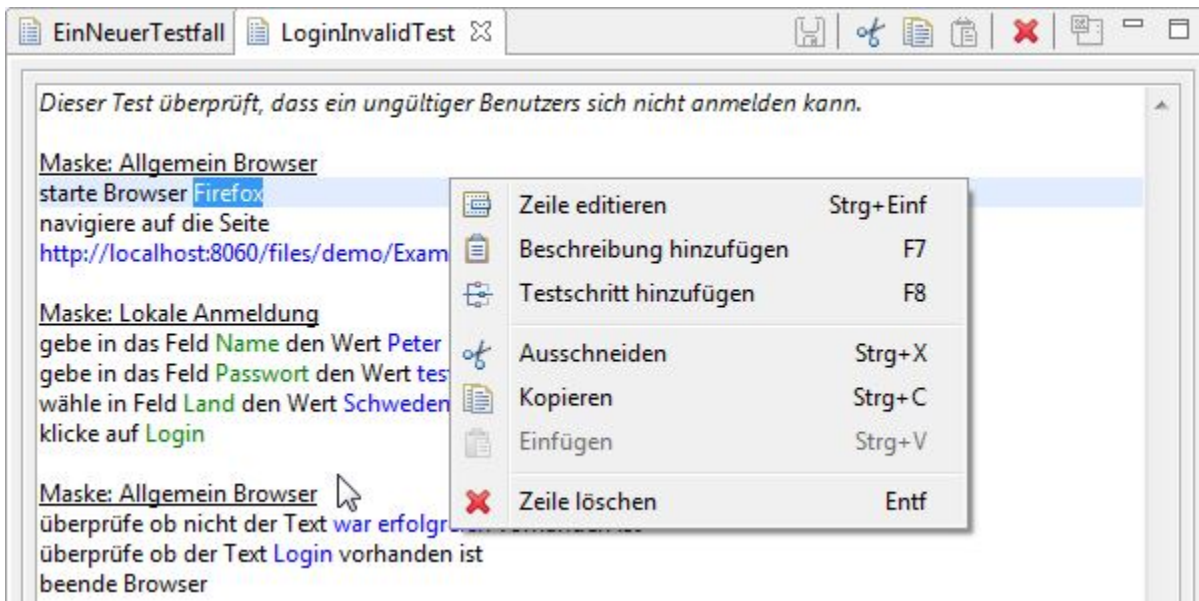 EinNeuerTestfall LoginInvalidTest
Dieser Test überprüft, dass ein ungültiger Benutzers sich nicht anmelden kann.
Maske: Allgemein Browser
starte Browser Firefox
navigiere auf die Seite
http://localhost:8060/files/demo/Exam
Maske: Lokale Anmeldung
gebe in das Feld Name den Wert Peter
gebe in das Feld Passwort den Wert tes
wähle in Feld Land den Wert Schweden
klicke auf Login
Maske: Allgemein Browser
überprüfe ob nicht der Text war erfolgr
überprüfe ob der Text Login vorhanden ist
beende Browser
Zeile editieren Strg+Einf
Beschreibung hinzufügen F7
Testschritt hinzufügen F8
Ausschneiden Strg+X
Kopieren Strg+C
Einfügen Strg+V
Zeile löschen Entf